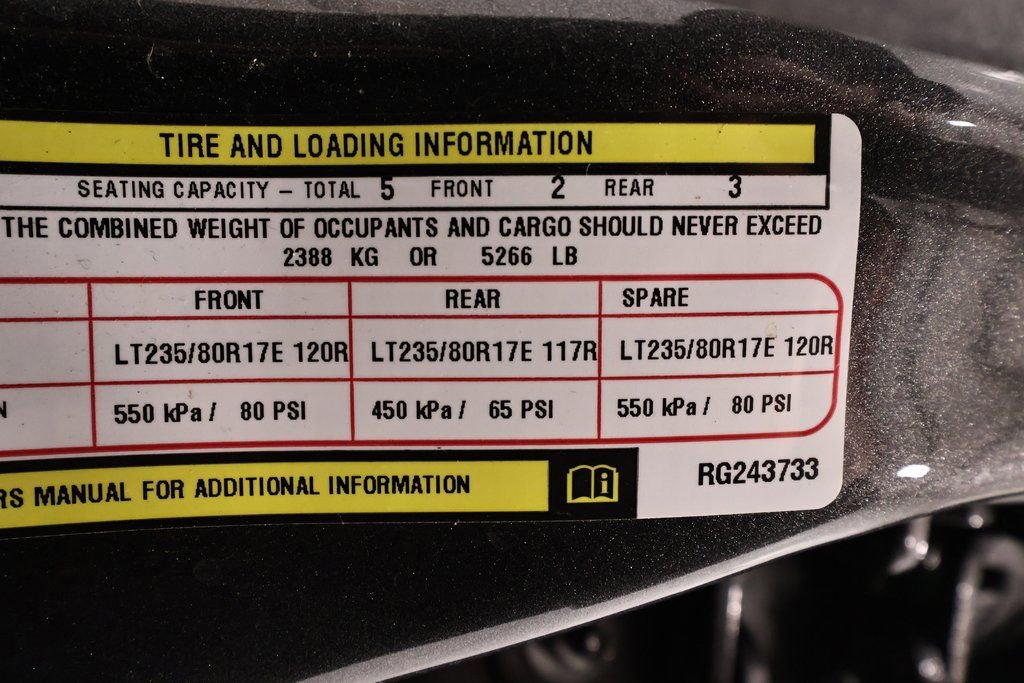 TIRE AND LOADING INFORMATION
SEATING CAPACITY – TOTAL 5 FRONT 2 REAR 3
THE COMBINED WEIGHT OF OCCUPANTS AND CARGO SHOULD NEVER EXCEED
2388 KG OR 5266 LB
FRONT REAR SPARE
LT235/80R17E 120R LT235/80R17E 117R LT235/80R17E 120R
N 550 kPa / 80 PSI 450 kPa / 65 PSI 550 kPa / 80 PSI
RS MANUAL FOR ADDITIONAL INFORMATION
RG243733